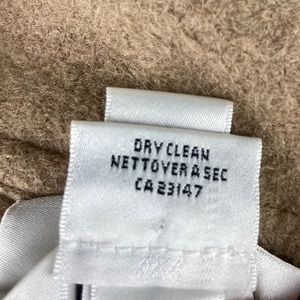 DRY CLEAN
NETTOYER A SEC
CA 23147